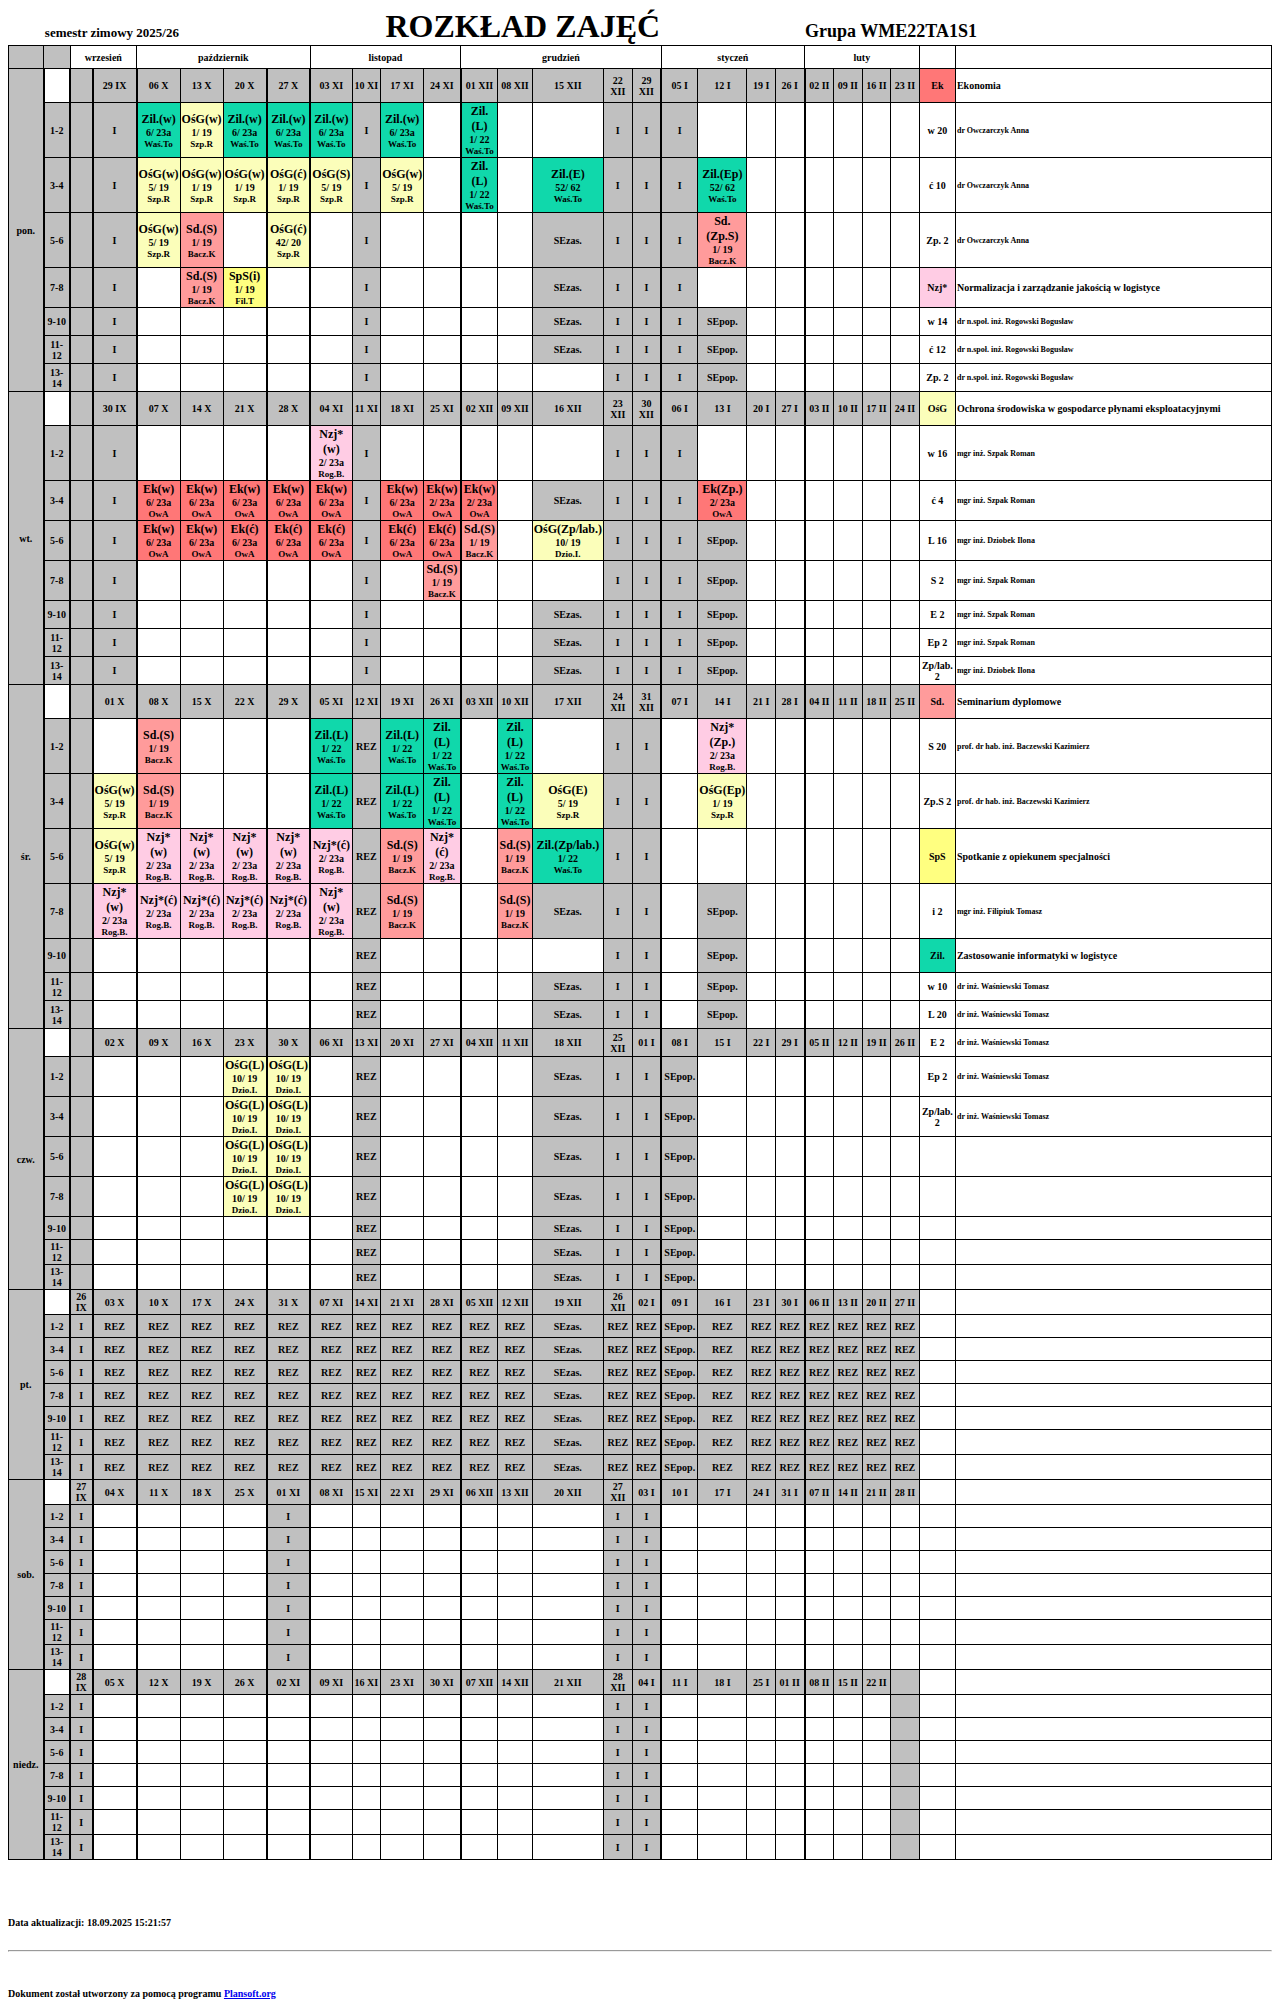 semestr zimowy 2025/26 ROZKŁAD ZAJĘĆ Grupa WME22TA1S1
wrzesień październik listopad grudzień styczeń luty
pon.
29 IX 06 X 13 X 20 X 27 X 03 XI 10 XI 17 XI 24 XI 01 XII 08 XII 15 XII 22 XII 29 XII 05 I 12 I 19 I 26 I 02 II 09 II 16 II 23 II Ek Ekonomia
1-2 I Zil.(w) 6/ 23a Waś.To OśG(w) 1/ 19 Szp.R Zil.(w) 6/ 23a Waś.To Zil.(w) 6/ 23a Waś.To Zil.(w) 6/ 23a Waś.To I Zil.(w) 6/ 23a Waś.To Zil.(L) 1/ 22 Waś.To I I I w 20 dr Owczarczyk Anna
3-4 I OśG(w) 5/ 19 Szp.R OśG(w) 1/ 19 Szp.R OśG(w) 1/ 19 Szp.R OśG(ć) 1/ 19 Szp.R OśG(S) 5/ 19 Szp.R I OśG(w) 5/ 19 Szp.R Zil.(L) 1/ 22 Waś.To Zil.(E) 52/ 62 Waś.To I I I Zil.(Ep) 52/ 62 Waś.To ć 10 dr Owczarczyk Anna
5-6 I OśG(w) 5/ 19 Szp.R Sd.(S) 1/ 19 Bacz.K OśG(ć) 42/ 20 Szp.R I SEzas. I I I Sd.(Zp.S) 1/ 19 Bacz.K Zp. 2 dr Owczarczyk Anna
7-8 I Sd.(S) 1/ 19 Bacz.K SpS(i) 1/ 19 Fil.T I SEzas. I I I Nzj* Normalizacja i zarządzanie jakością w logistyce
9-10 I I SEzas. I I I SEpop. w 14 dr n.społ. inż. Rogowski Bogusław
11-12 I I SEzas. I I I SEpop. ć 12 dr n.społ. inż. Rogowski Bogusław
13-14 I I I I I SEpop. Zp. 2 dr n.społ. inż. Rogowski Bogusław
wt.
30 IX 07 X 14 X 21 X 28 X 04 XI 11 XI 18 XI 25 XI 02 XII 09 XII 16 XII 23 XII 30 XII 06 I 13 I 20 I 27 I 03 II 10 II 17 II 24 II OśG Ochrona środowiska w gospodarce płynami eksploatacyjnymi
1-2 I Nzj*(w) 2/ 23a Rog.B. I I I I w 16 mgr inż. Szpak Roman
3-4 I Ek(w) 6/ 23a OwA Ek(w) 6/ 23a OwA Ek(w) 6/ 23a OwA Ek(w) 6/ 23a OwA Ek(w) 6/ 23a OwA I Ek(w) 6/ 23a OwA Ek(w) 2/ 23a OwA Ek(w) 2/ 23a OwA SEzas. I I I Ek(Zp.) 2/ 23a OwA ć 4 mgr inż. Szpak Roman
5-6 I Ek(w) 6/ 23a OwA Ek(w) 6/ 23a OwA Ek(ć) 6/ 23a OwA Ek(ć) 6/ 23a OwA Ek(ć) 6/ 23a OwA I Ek(ć) 6/ 23a OwA Ek(ć) 6/ 23a OwA Sd.(S) 1/ 19 Bacz.K OśG(Zp/lab.) 10/ 19 Dzio.I. I I I SEpop. L 16 mgr inż. Dziobek Ilona
7-8 I I Sd.(S) 1/ 19 Bacz.K I I I SEpop. S 2 mgr inż. Szpak Roman
9-10 I I SEzas. I I I SEpop. E 2 mgr inż. Szpak Roman
11-12 I I SEzas. I I I SEpop. Ep 2 mgr inż. Szpak Roman
13-14 I I SEzas. I I I SEpop. Zp/lab. 2 mgr inż. Dziobek Ilona
śr.
01 X 08 X 15 X 22 X 29 X 05 XI 12 XI 19 XI 26 XI 03 XII 10 XII 17 XII 24 XII 31 XII 07 I 14 I 21 I 28 I 04 II 11 II 18 II 25 II Sd. Seminarium dyplomowe
1-2 Sd.(S) 1/ 19 Bacz.K Zil.(L) 1/ 22 Waś.To REZ Zil.(L) 1/ 22 Waś.To Zil.(L) 1/ 22 Waś.To Zil.(L) 1/ 22 Waś.To I I Nzj*(Zp.) 2/ 23a Rog.B. S 20 prof. dr hab. inż. Baczewski Kazimierz
3-4 OśG(w) 5/ 19 Szp.R Sd.(S) 1/ 19 Bacz.K Zil.(L) 1/ 22 Waś.To REZ Zil.(L) 1/ 22 Waś.To Zil.(L) 1/ 22 Waś.To Zil.(L) 1/ 22 Waś.To OśG(E) 5/ 19 Szp.R I I OśG(Ep) 1/ 19 Szp.R Zp.S 2 prof. dr hab. inż. Baczewski Kazimierz
5-6 OśG(w) 5/ 19 Szp.R Nzj*(w) 2/ 23a Rog.B. Nzj*(w) 2/ 23a Rog.B. Nzj*(w) 2/ 23a Rog.B. Nzj*(w) 2/ 23a Rog.B. Nzj*(ć) 2/ 23a Rog.B. REZ Sd.(S) 1/ 19 Bacz.K Nzj*(ć) 2/ 23a Rog.B. Sd.(S) 1/ 19 Bacz.K Zil.(Zp/lab.) 1/ 22 Waś.To I I SpS Spotkanie z opiekunem specjalności
7-8 Nzj*(w) 2/ 23a Rog.B. Nzj*(ć) 2/ 23a Rog.B. Nzj*(ć) 2/ 23a Rog.B. Nzj*(ć) 2/ 23a Rog.B. Nzj*(ć) 2/ 23a Rog.B. Nzj*(w) 2/ 23a Rog.B. REZ Sd.(S) 1/ 19 Bacz.K Sd.(S) 1/ 19 Bacz.K SEzas. I I SEpop. i 2 mgr inż. Filipiuk Tomasz
9-10 REZ I I SEpop. Zil. Zastosowanie informatyki w logistyce
11-12 REZ SEzas. I I SEpop. w 10 dr inż. Waśniewski Tomasz
13-14 REZ SEzas. I I SEpop. L 20 dr inż. Waśniewski Tomasz
czw.
02 X 09 X 16 X 23 X 30 X 06 XI 13 XI 20 XI 27 XI 04 XII 11 XII 18 XII 25 XII 01 I 08 I 15 I 22 I 29 I 05 II 12 II 19 II 26 II E 2 dr inż. Waśniewski Tomasz
1-2 OśG(L) 10/ 19 Dzio.I. OśG(L) 10/ 19 Dzio.I. REZ SEzas. I I SEpop. Ep 2 dr inż. Waśniewski Tomasz
3-4 OśG(L) 10/ 19 Dzio.I. OśG(L) 10/ 19 Dzio.I. REZ SEzas. I I SEpop. Zp/lab. 2 dr inż. Waśniewski Tomasz
5-6 OśG(L) 10/ 19 Dzio.I. OśG(L) 10/ 19 Dzio.I. REZ SEzas. I I SEpop.
7-8 OśG(L) 10/ 19 Dzio.I. OśG(L) 10/ 19 Dzio.I. REZ SEzas. I I SEpop.
9-10 REZ SEzas. I I SEpop.
11-12 REZ SEzas. I I SEpop.
13-14 REZ SEzas. I I SEpop.
pt.
26 IX 03 X 10 X 17 X 24 X 31 X 07 XI 14 XI 21 XI 28 XI 05 XII 12 XII 19 XII 26 XII 02 I 09 I 16 I 23 I 30 I 06 II 13 II 20 II 27 II
1-2 I REZ REZ REZ REZ REZ REZ REZ REZ REZ REZ REZ SEzas. REZ REZ SEpop. REZ REZ REZ REZ REZ REZ REZ
3-4 I REZ REZ REZ REZ REZ REZ REZ REZ REZ REZ REZ SEzas. REZ REZ SEpop. REZ REZ REZ REZ REZ REZ REZ
5-6 I REZ REZ REZ REZ REZ REZ REZ REZ REZ REZ REZ SEzas. REZ REZ SEpop. REZ REZ REZ REZ REZ REZ REZ
7-8 I REZ REZ REZ REZ REZ REZ REZ REZ REZ REZ REZ SEzas. REZ REZ SEpop. REZ REZ REZ REZ REZ REZ REZ
9-10 I REZ REZ REZ REZ REZ REZ REZ REZ REZ REZ REZ SEzas. REZ REZ SEpop. REZ REZ REZ REZ REZ REZ REZ
11-12 I REZ REZ REZ REZ REZ REZ REZ REZ REZ REZ REZ SEzas. REZ REZ SEpop. REZ REZ REZ REZ REZ REZ REZ
13-14 I REZ REZ REZ REZ REZ REZ REZ REZ REZ REZ REZ SEzas. REZ REZ SEpop. REZ REZ REZ REZ REZ REZ REZ
sob.
27 IX 04 X 11 X 18 X 25 X 01 XI 08 XI 15 XI 22 XI 29 XI 06 XII 13 XII 20 XII 27 XII 03 I 10 I 17 I 24 I 31 I 07 II 14 II 21 II 28 II
1-2 I I I I
3-4 I I I I
5-6 I I I I
7-8 I I I I
9-10 I I I I
11-12 I I I I
13-14 I I I I
niedz.
28 IX 05 X 12 X 19 X 26 X 02 XI 09 XI 16 XI 23 XI 30 XI 07 XII 14 XII 21 XII 28 XII 04 I 11 I 18 I 25 I 01 II 08 II 15 II 22 II
1-2 I I I
3-4 I I I
5-6 I I I
7-8 I I I
9-10 I I I
11-12 I I I
13-14 I I I
Data aktualizacji: 18.09.2025 15:21:57
Dokument został utworzony za pomocą programu Plansoft.org